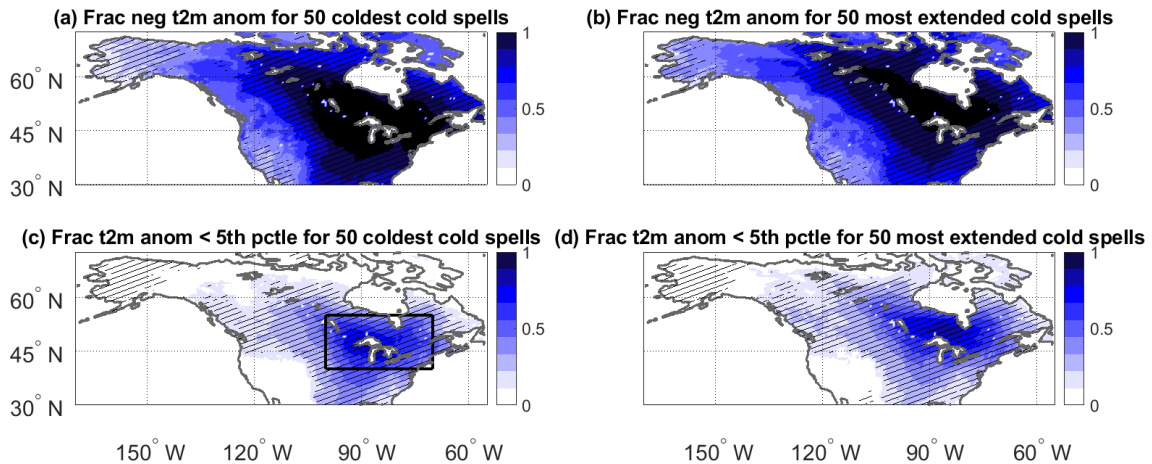 (a) Frac neg t2m anom for 50 coldest cold spells
(b) Frac neg t2m anom for 50 most extended cold spells
60° N
45° N
30° N
1
0.5
0
1
0.5
0
(c) Frac t2m anom < 5th pctle for 50 coldest cold spells
(d) Frac t2m anom < 5th pctle for 50 most extended cold spells
60° N
45° N
30° N
1
0.5
0
1
0.5
0
150° W 120° W 90° W 60° W
150° W 120° W 90° W 60° W